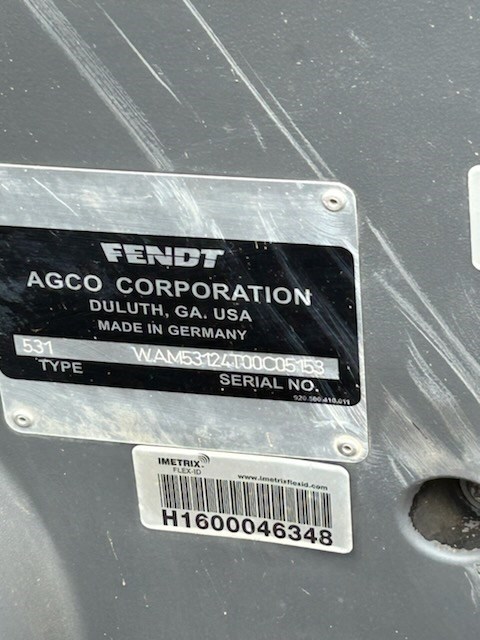 FENDT
AGCO CORPORATION
DULUTH, GA. USA
MADE IN GERMANY
531 WAM53124T00C05153
TYPE SERIAL NO.
IMETRIX
FLEX-ID
www.imetrixflexid.com
H1600046348